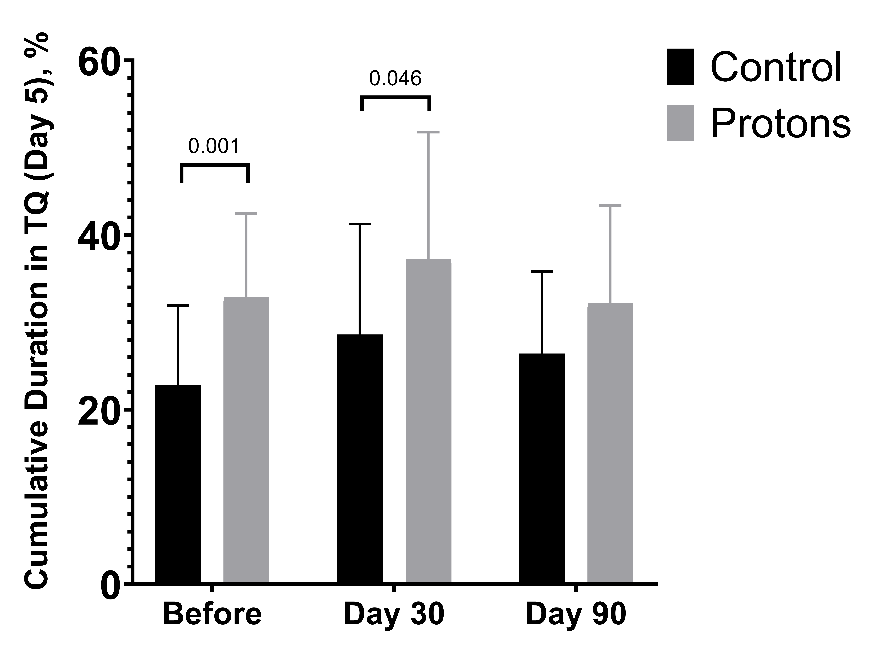 Cumulative Duration in TQ (Day 5), %
60
40
20
0
0.001
0.046
Control
Protons
Before
Day 30
Day 90